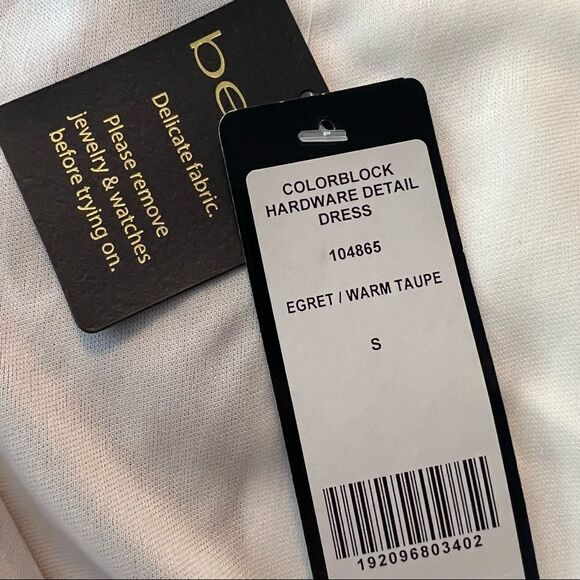 be
Delicate fabric.
Please remove
jewelry & watches
before trying on.
COLORBLOCK
HARDWARE DETAIL
DRESS
104865
EGRET / WARM TAUPE
S
192096803402